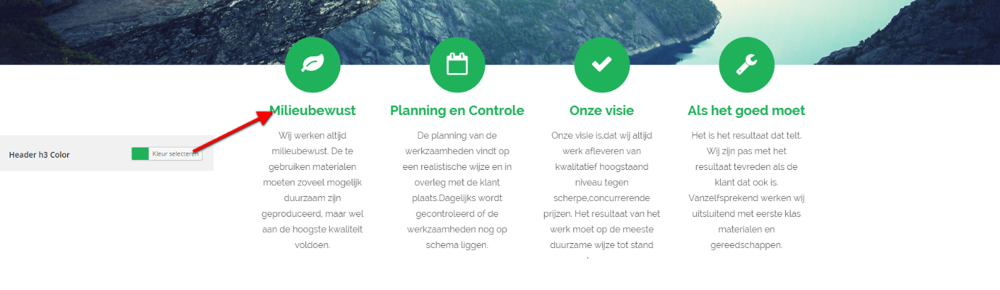 Milieubewust
Wij werken altijd
milieubewust. De te
gebruiken materialen
moeten zoveel mogelijk
duurzaam zijn
geproduceerd, maar wel
aan de hoogste kwaliteit
voldoen.
Planning en Controle
De planning van de
werkzaamheden vindt op
een realistische wijze en in
overleg met de klant
plaats.Dagelijks wordt
gecontroleerd of de
werkzaamheden nog op
schema liggen.
Onze visie
Onze visie is,dat wij altijd
werk afleveren van
kwalitatief hoogstaand
niveau tegen
scherpe,concurrerende
prijzen. Het resultaat van het
werk moet op de meeste
duurzame wijze tot stand
Als het goed moet
Het is het resultaat dat telt.
Wij zijn pas met het
resultaat tevreden als de
klant dat ook is.
Vanzelfsprekend werken wij
uitsluitend met eerste klas
materialen en
gereedschappen.
Header h3 Color
Kleur selecteren